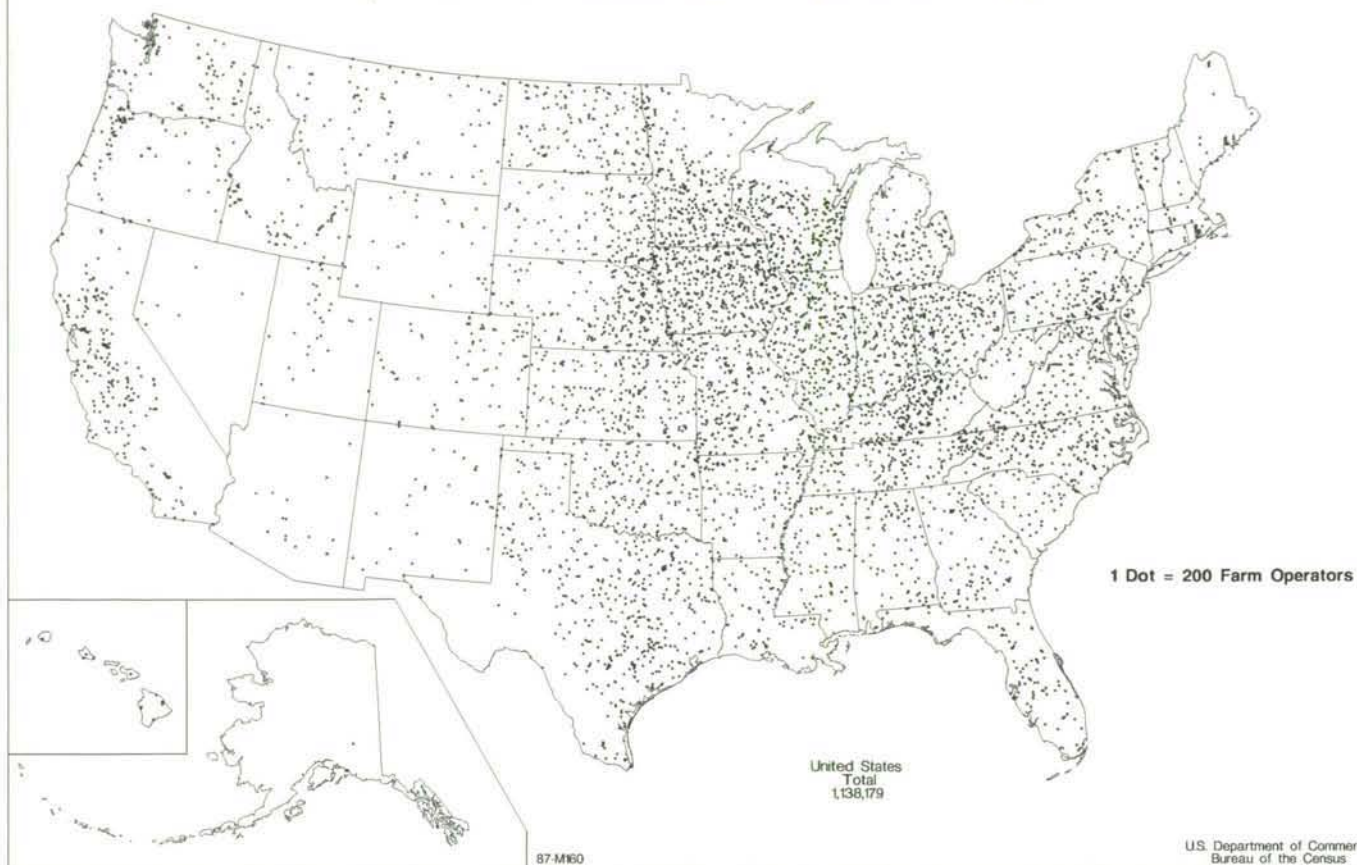 1 Dot = 200 Farm Operators
United States
Total
1,138,179
87-M160
U.S. Department of Commer
Bureau of the Census